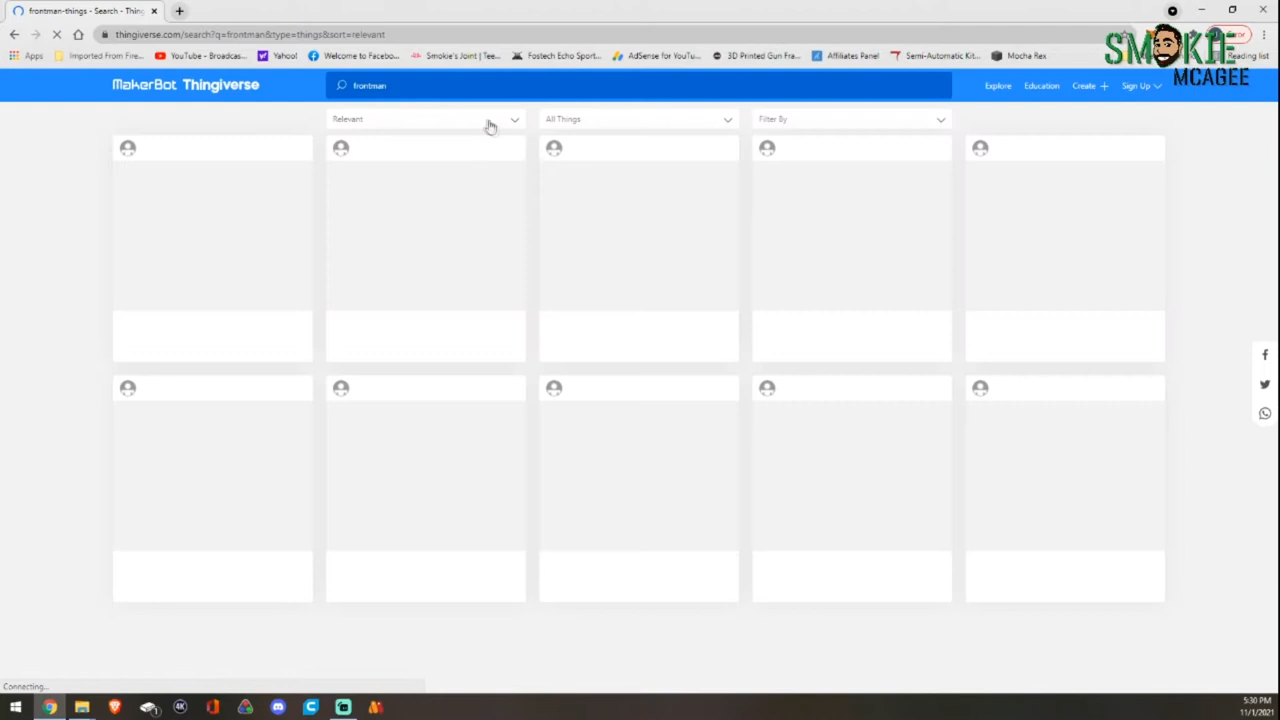 frontman-things - Search - Thing
thingiverse.com/search?q=frontman&type=things&sort=relevant
Apps
Imported From Fire...
YouTube - Broadcas...
Yahoo!
Welcome to Facebo...
Smokie's Joint | Tee...
Fostech Echo Sport...
AdSense for YouTu...
3D Printed Gun Fra...
Affiliates Panel
Semi-Automatic Kit...
Mocha Rex
Reading list
SMOKIE
MCAGEE
MakerBot Thingiverse
frontman
Explore
Education
Create +
Sign Up
Relevant
All Things
Filter By
Connecting...
4K
5:30 PM
11/1/2021